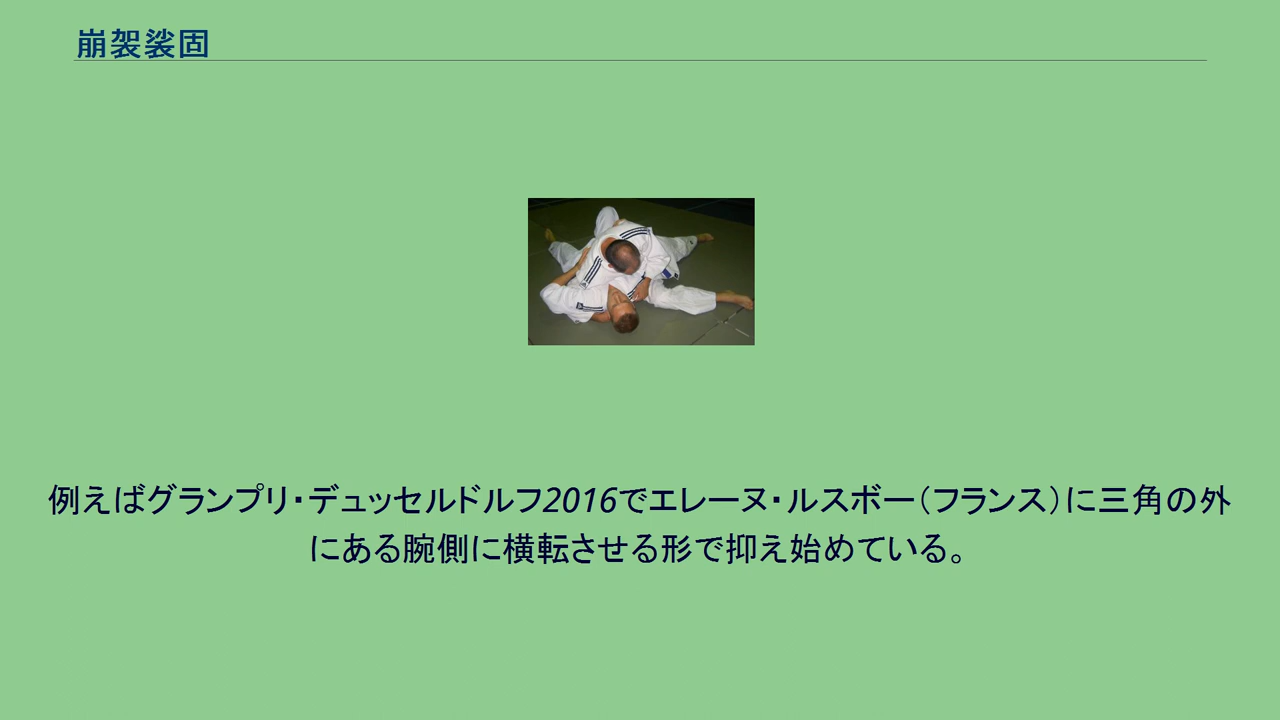 崩袈裟固
例えばグランプリ・デュッセルドルフ2016でエレーヌ・ルスボー（フランス）に三角の外
にある腕側に横転させる形で抑え始めている。